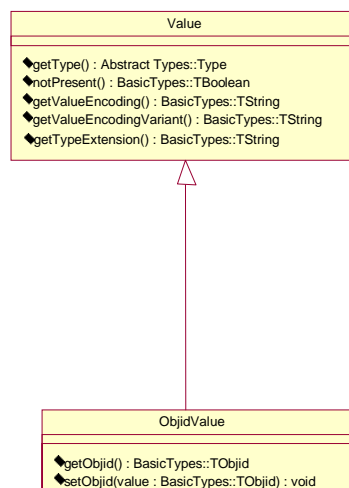 Value
getType() : Abstract Types::Type
notPresent() : BasicTypes::TBoolean
getValueEncoding() : BasicTypes::TString
getValueEncodingVariant() : BasicTypes::TString
getTypeExtension() : BasicTypes::TString
ObjidValue
getObjid() : BasicTypes::TObjid
setObjid(value : BasicTypes::TObjid) : void